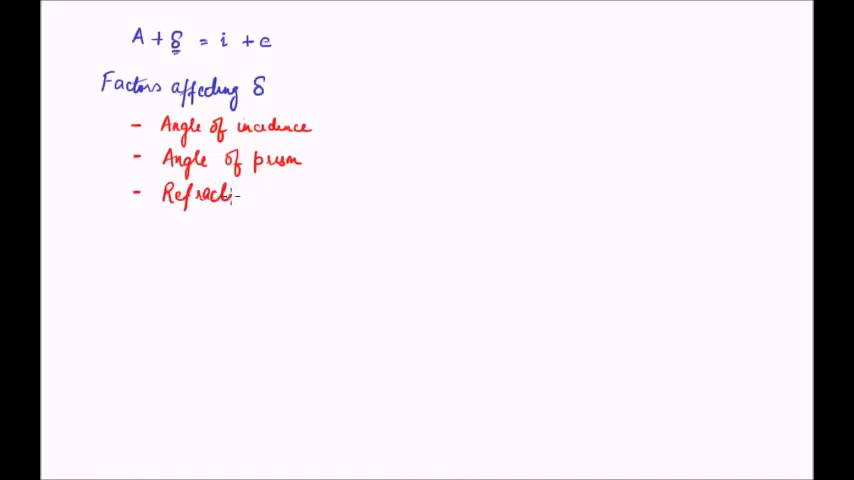 A + δ = i + e
Factors affecting δ
- Angle of incidence
- Angle of prism
- Refracti